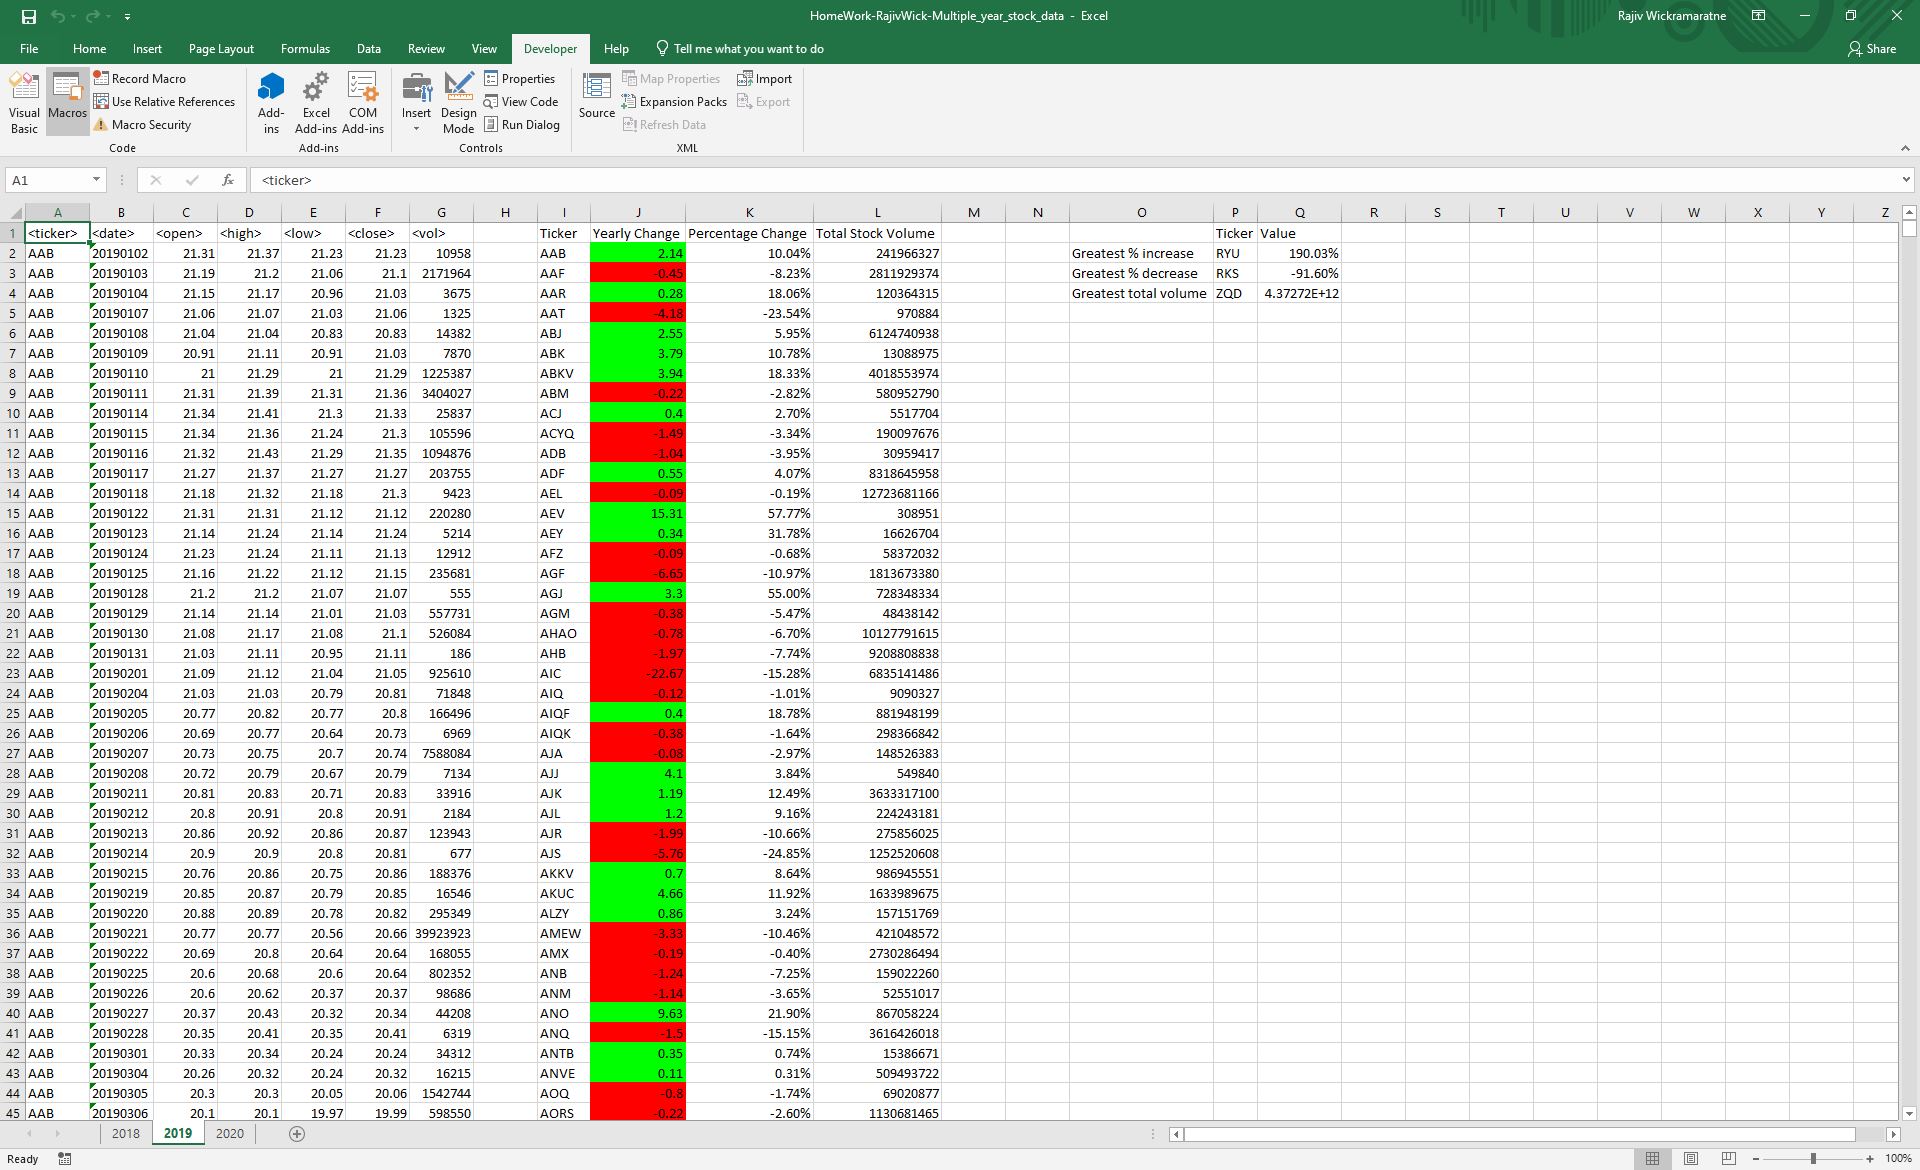 HomeWork-RajivWick-Multiple_year_stock_data - Excel
Rajiv Wickramaratne
File Home Insert Page Layout Formulas Data Review View Developer Help Tell me what you want to do
Share
Visual Basic
Macros
Record Macro
Use Relative References
Macro Security
Code
Add-ins
Excel Add-ins
COM Add-ins
Add-ins
Insert
Design Mode
Properties
View Code
Run Dialog
Controls
Source
Map Properties
Expansion Packs
Refresh Data
Import
Export
XML
A1 fx <ticker>
A B C D E F G H I J K L M N O P Q R S T U V W X Y Z
1 <ticker> <date> <open> <high> <low> <close> <vol> Ticker Yearly Change Percentage Change Total Stock Volume Ticker Value
2 AAB 20190102 21.31 21.37 21.23 21.23 10958 AAB 2.14 10.04% 241966327 Greatest % increase RYU 190.03%
3 AAB 20190103 21.19 21.2 21.06 21.1 2171964 AAF -0.45 -8.23% 2811929374 Greatest % decrease RKS -91.60%
4 AAB 20190104 21.15 21.17 20.96 21.03 3675 AAR 0.28 18.06% 120364315 Greatest total volume ZQD 4.37272E+12
5 AAB 20190107 21.06 21.07 21.03 21.06 1325 AAT -4.18 -23.54% 970884
6 AAB 20190108 21.04 21.04 20.83 20.83 14382 ABJ 2.55 5.95% 6124740938
7 AAB 20190109 20.91 21.11 20.91 21.03 7870 ABK 3.79 10.78% 13088975
8 AAB 20190110 21 21.29 21 21.29 1225387 ABKV 3.94 18.33% 4018553974
9 AAB 20190111 21.31 21.39 21.31 21.36 3404027 ABM -0.22 -2.82% 580952790
10 AAB 20190114 21.34 21.41 21.3 21.33 25837 ACJ 0.4 2.70% 5517704
11 AAB 20190115 21.34 21.36 21.24 21.3 105596 ACYQ -1.49 -3.34% 190097676
12 AAB 20190116 21.32 21.43 21.29 21.35 1094876 ADB -1.04 -3.95% 30959417
13 AAB 20190117 21.27 21.37 21.27 21.27 203755 ADF 0.55 4.07% 8318645958
14 AAB 20190118 21.18 21.32 21.18 21.3 9423 AEL -0.09 -0.19% 12723681166
15 AAB 20190122 21.31 21.31 21.12 21.12 220280 AEV 15.31 57.77% 308951
16 AAB 20190123 21.14 21.24 21.14 21.24 5214 AEY 0.34 31.78% 16626704
17 AAB 20190124 21.23 21.24 21.11 21.13 12912 AFZ -0.09 -0.68% 58372032
18 AAB 20190125 21.16 21.22 21.12 21.15 235681 AGF -6.65 -10.97% 1813673380
19 AAB 20190128 21.2 21.2 21.07 21.07 555 AGJ 3.3 55.00% 728348334
20 AAB 20190129 21.14 21.14 21.01 21.03 557731 AGM -0.38 -5.47% 48438142
21 AAB 20190130 21.08 21.17 21.08 21.1 526084 AHAO -0.78 -6.70% 10127791615
22 AAB 20190131 21.03 21.11 20.95 21.11 186 AHB -1.97 -7.74% 9208808838
23 AAB 20190201 21.09 21.12 21.04 21.05 925610 AIC -22.67 -15.28% 6835141486
24 AAB 20190204 21.03 21.03 20.79 20.81 71848 AIQ -0.12 -1.01% 9090327
25 AAB 20190205 20.77 20.82 20.77 20.8 166496 AIQF 0.4 18.78% 881948199
26 AAB 20190206 20.69 20.77 20.64 20.73 6969 AIQK -0.38 -1.64% 298366842
27 AAB 20190207 20.73 20.75 20.7 20.74 7588084 AJA -0.08 -2.97% 148526383
28 AAB 20190208 20.72 20.79 20.67 20.79 7134 AJJ 4.1 3.84% 549840
29 AAB 20190211 20.81 20.83 20.71 20.83 33916 AJK 1.19 12.49% 3633317100
30 AAB 20190212 20.8 20.91 20.8 20.91 2184 AJL 1.2 9.16% 224243181
31 AAB 20190213 20.86 20.92 20.86 20.87 123943 AJR -1.99 -10.66% 275856025
32 AAB 20190214 20.9 20.9 20.8 20.81 677 AJS -5.76 -24.85% 1252520608
33 AAB 20190215 20.76 20.86 20.75 20.86 188376 AKKV 0.7 8.64% 986945551
34 AAB 20190219 20.85 20.87 20.79 20.85 16546 AKUC 4.66 11.92% 1633989675
35 AAB 20190220 20.88 20.89 20.78 20.82 295349 ALZY 0.86 3.24% 157151769
36 AAB 20190221 20.77 20.77 20.56 20.66 39923923 AMEW -3.33 -10.46% 421048572
37 AAB 20190222 20.69 20.8 20.64 20.64 168055 AMX -0.19 -0.40% 2730286494
38 AAB 20190225 20.6 20.68 20.6 20.64 802352 ANB -1.24 -7.25% 159022260
39 AAB 20190226 20.6 20.62 20.37 20.37 98686 ANM -1.14 -3.65% 52551017
40 AAB 20190227 20.37 20.43 20.32 20.34 44208 ANO 9.63 21.90% 867058224
41 AAB 20190228 20.35 20.41 20.35 20.41 6319 ANQ -1.5 -15.15% 3616426018
42 AAB 20190301 20.33 20.34 20.24 20.24 34312 ANTB 0.35 0.74% 15386671
43 AAB 20190304 20.26 20.32 20.24 20.32 16215 ANVE 0.11 0.31% 509493722
44 AAB 20190305 20.3 20.3 20.05 20.06 1542744 AOQ -0.8 -1.74% 69020877
45 AAB 20190306 20.1 20.1 19.97 19.99 598550 AORS -0.22 -2.60% 1130681465
2018 2019 2020
Ready
100%